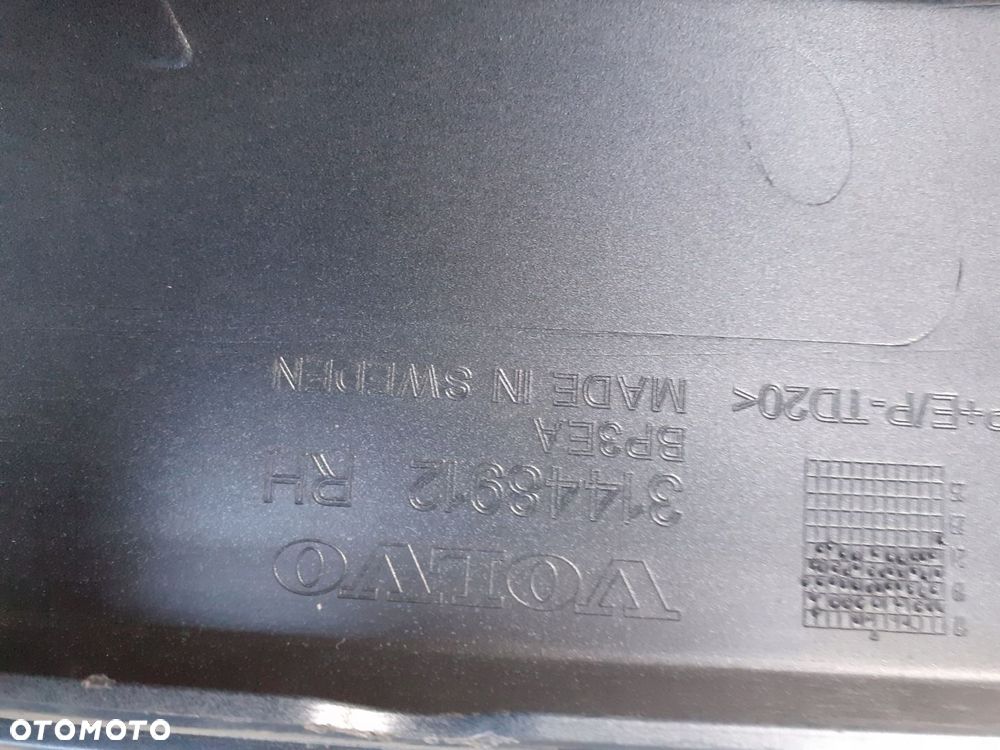 VOLVO
31448912 RH
BP3EA
MADE IN SWEDEN
P+E/P-TD20<
OTOMOTO